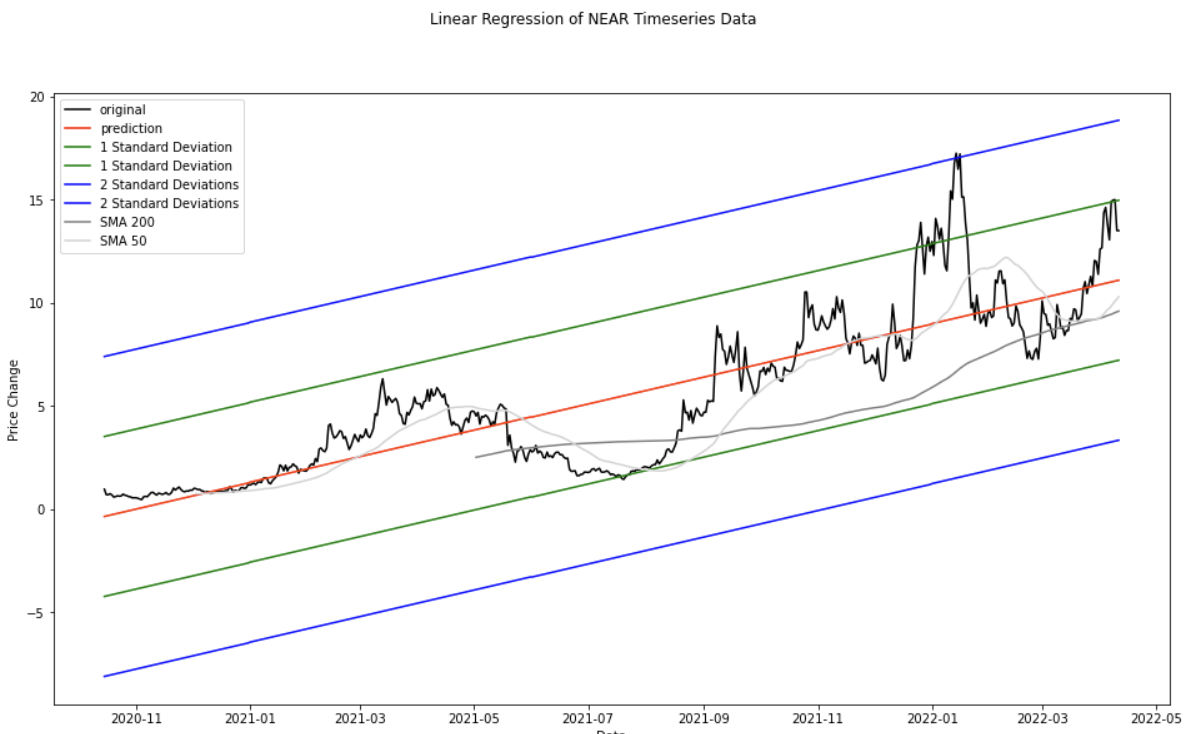 Linear Regression of NEAR Timeseries Data
20
15
10
5
0
−5
Price Change
original
prediction
1 Standard Deviation
1 Standard Deviation
2 Standard Deviations
2 Standard Deviations
SMA 200
SMA 50
2020-11 2021-01 2021-03 2021-05 2021-07 2021-09 2021-11 2022-01 2022-03 2022-05
Date